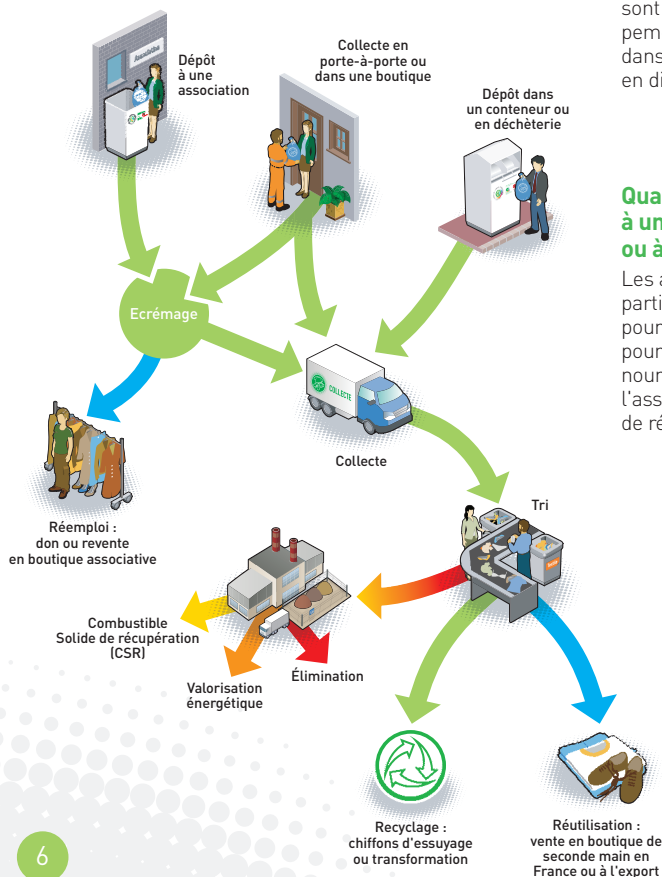 sont
pem
dans
en di
Dépôt
à une
association
Association
Collecte en
porte-à-porte ou
dans une boutique
Dépôt dans
un conteneur ou
en déchèterie
Qua
à un
ou à
Les a
parti
pour
pour
nour
l'ass
de ré
Ecrémage
COLLECTE
Collecte
Réemploi :
don ou revente
en boutique associative
Tri
Combustible
Solide de récupération
(CSR)
Valorisation
énergétique
Élimination
Recyclage :
chiffons d'essuyage
ou transformation
Réutilisation :
vente en boutique de
seconde main en
France ou à l'export
6